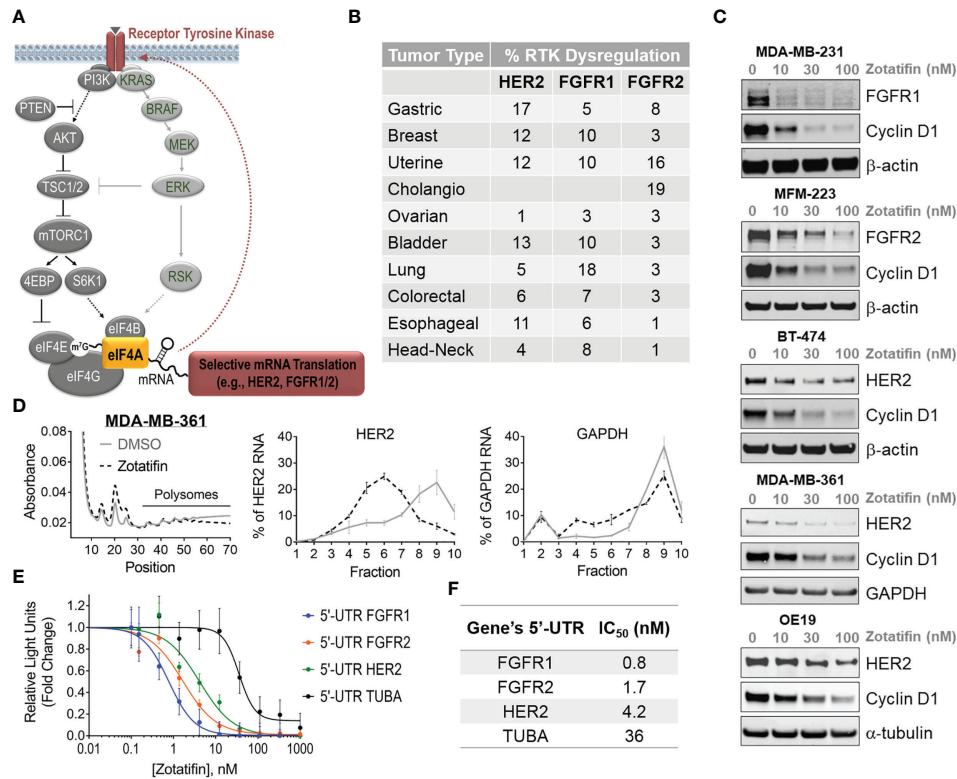 A
Receptor Tyrosine Kinase
PI3K
KRAS
PTEN
BRAF
AKT
MEK
TSC1/2
ERK
mTORC1
4EBP
S6K1
RSK
eIF4B
eIF4E
m⁷G
eIF4A
eIF4G
mRNA
Selective mRNA Translation
(e.g., HER2, FGFR1/2)
B
Tumor Type % RTK Dysregulation
HER2 FGFR1 FGFR2
Gastric 17 5 8
Breast 12 10 3
Uterine 12 10 16
Cholangio 19
Ovarian 1 3 3
Bladder 13 10 3
Lung 5 18 3
Colorectal 6 7 3
Esophageal 11 6 1
Head-Neck 4 8 1
C
MDA-MB-231
0 10 30 100 Zotatifin (nM)
FGFR1
Cyclin D1
β-actin
MFM-223
0 10 30 100 Zotatifin (nM)
FGFR2
Cyclin D1
β-actin
BT-474
0 10 30 100 Zotatifin (nM)
HER2
Cyclin D1
β-actin
MDA-MB-361
0 10 30 100 Zotatifin (nM)
HER2
Cyclin D1
GAPDH
OE19
0 10 30 100 Zotatifin (nM)
HER2
Cyclin D1
α-tubulin
D
MDA-MB-361
DMSO
Zotatifin
Polysomes
Absorbance
0.08
0.06
0.04
0.02
10 20 30 40 50 60 70
Position
HER2
% of HER2 RNA
40
30
20
10
0
1 2 3 4 5 6 7 8 9 10
Fraction
GAPDH
% of GAPDH RNA
40
30
20
10
0
1 2 3 4 5 6 7 8 9 10
Fraction
E
Relative Light Units
(Fold Change)
1.2
1.0
0.8
0.6
0.4
0.2
0.0
0.01 0.1 1 10 100 1000
[Zotatifin], nM
5'-UTR FGFR1
5'-UTR FGFR2
5'-UTR HER2
5'-UTR TUBA
F
Gene's 5'-UTR IC₅₀ (nM)
FGFR1 0.8
FGFR2 1.7
HER2 4.2
TUBA 36